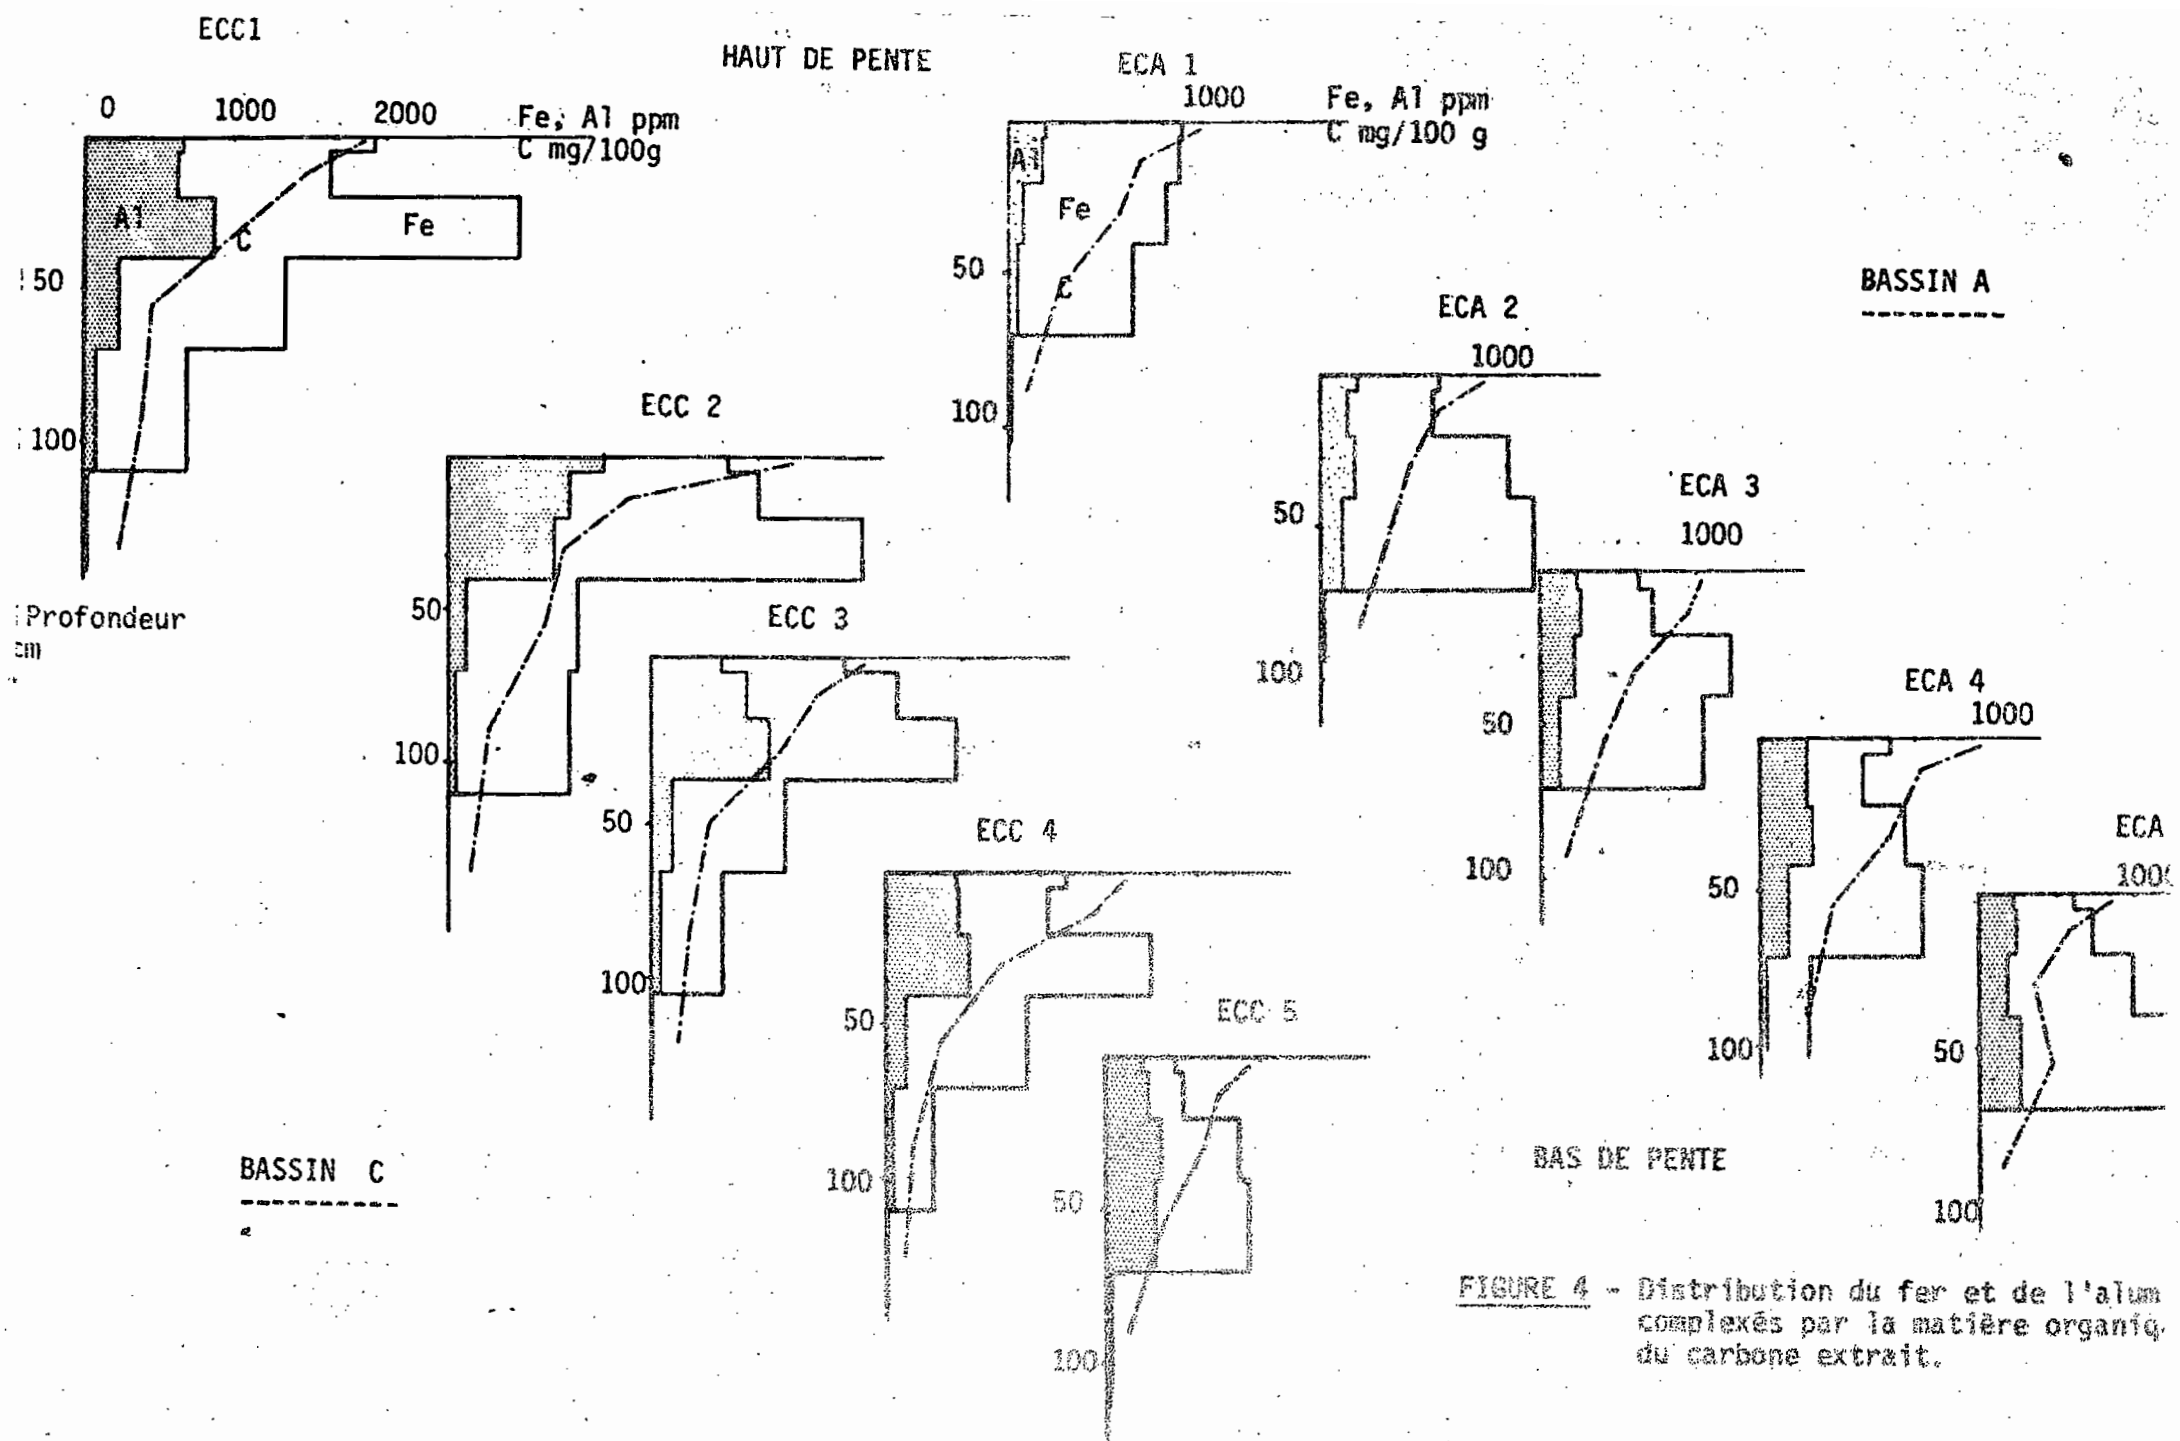 ECC1
HAUT DE PENTE
ECA 1
0 1000 2000 Fe, Al ppm
C mg/100g
1000 Fe, Al ppm
C mg/100 g
Al
C
Fe
50
100
Profondeur
cm
Al
Fe
C
50
100
BASSIN A
ECA 2
1000
50
100
ECC 2
50
100
ECA 3
1000
50
100
ECC 3
50
100
ECA 4
1000
50
100
ECC 4
50
100
ECA
100
50
100
ECC 5
50
100
BASSIN C
BAS DE PENTE
FIGURE 4 - Distribution du fer et de l'alum
complexés par la matière organiq
du carbone extrait.